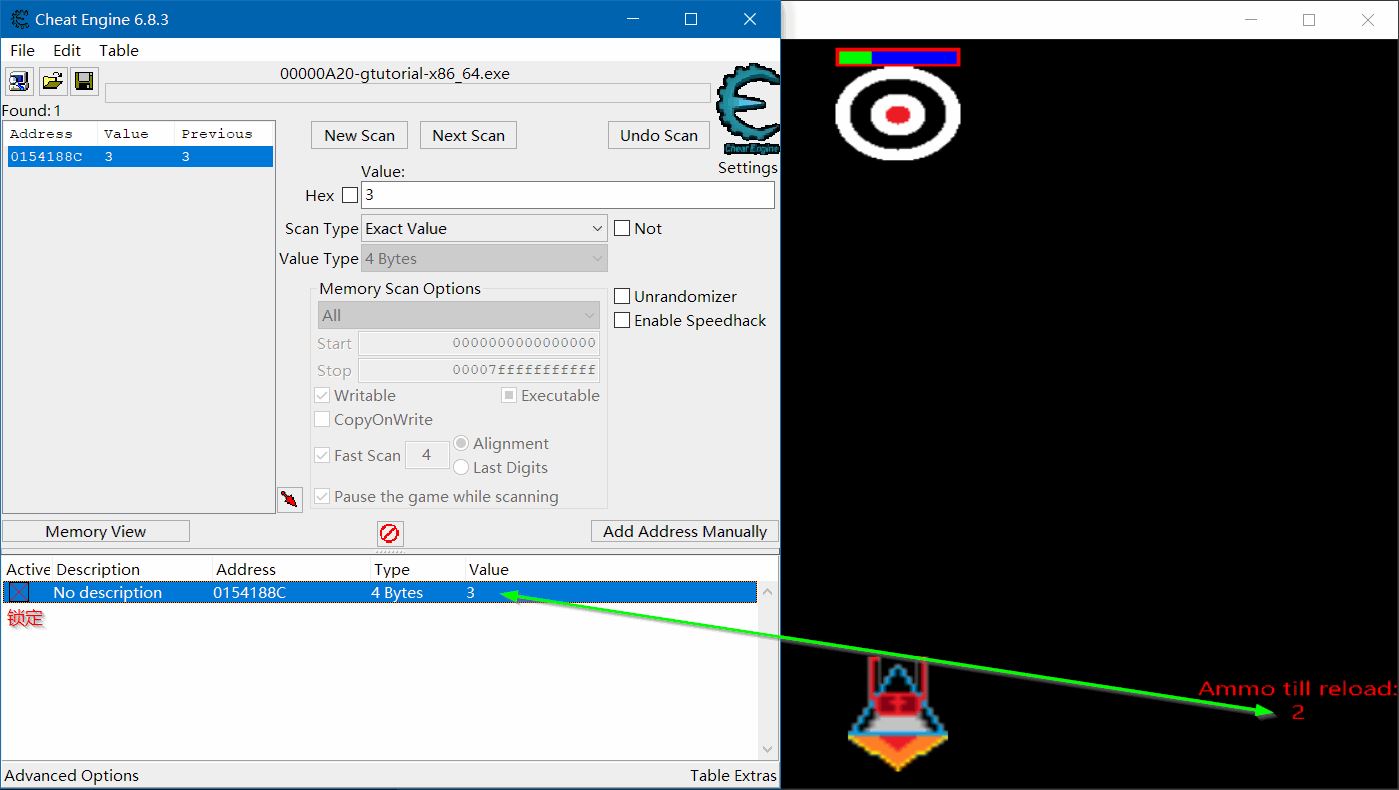 Cheat Engine 6.8.3
File Edit Table
00000A20-gtutorial-x86_64.exe
Found: 1
Address Value Previous
0154188C 3 3
New Scan Next Scan Undo Scan
Cheat Engine
Settings
Value:
Hex 3
Scan Type Exact Value Not
Value Type 4 Bytes
Memory Scan Options
All
Unrandomizer
Enable Speedhack
Start 0000000000000000
Stop 00007fffffffffff
Writable Executable
CopyOnWrite
Fast Scan 4 Alignment
Last Digits
Pause the game while scanning
Memory View Add Address Manually
Active Description Address Type Value
No description 0154188C 4 Bytes 3
锁定
Advanced Options Table Extras
Ammo till reload:
2